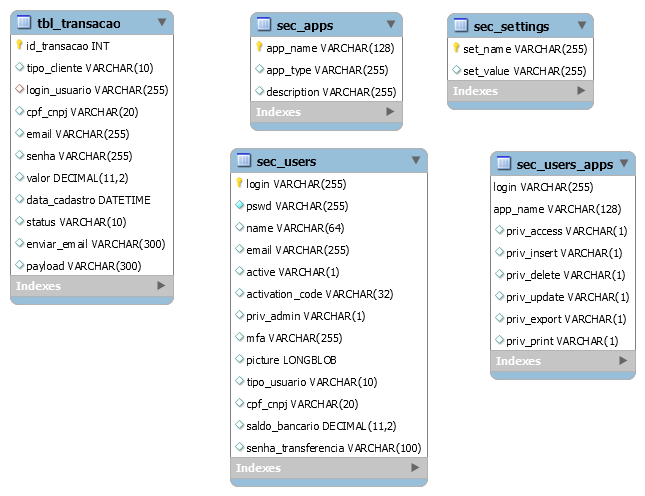 tbl_transacao
id_transacao INT
tipo_cliente VARCHAR(10)
login_usuario VARCHAR(255)
cpf_cnpj VARCHAR(20)
email VARCHAR(255)
senha VARCHAR(255)
valor DECIMAL(11,2)
data_cadastro DATETIME
status VARCHAR(10)
enviar_email VARCHAR(300)
payload VARCHAR(300)
Indexes
sec_apps
app_name VARCHAR(128)
app_type VARCHAR(255)
description VARCHAR(255)
Indexes
sec_settings
set_name VARCHAR(255)
set_value VARCHAR(255)
Indexes
sec_users
login VARCHAR(255)
pswd VARCHAR(255)
name VARCHAR(64)
email VARCHAR(255)
active VARCHAR(1)
activation_code VARCHAR(32)
priv_admin VARCHAR(1)
mfa VARCHAR(255)
picture LONGBLOB
tipo_usuario VARCHAR(10)
cpf_cnpj VARCHAR(20)
saldo_bancario DECIMAL(11,2)
senha_transferencia VARCHAR(100)
Indexes
sec_users_apps
login VARCHAR(255)
app_name VARCHAR(128)
priv_access VARCHAR(1)
priv_insert VARCHAR(1)
priv_delete VARCHAR(1)
priv_update VARCHAR(1)
priv_export VARCHAR(1)
priv_print VARCHAR(1)
Indexes